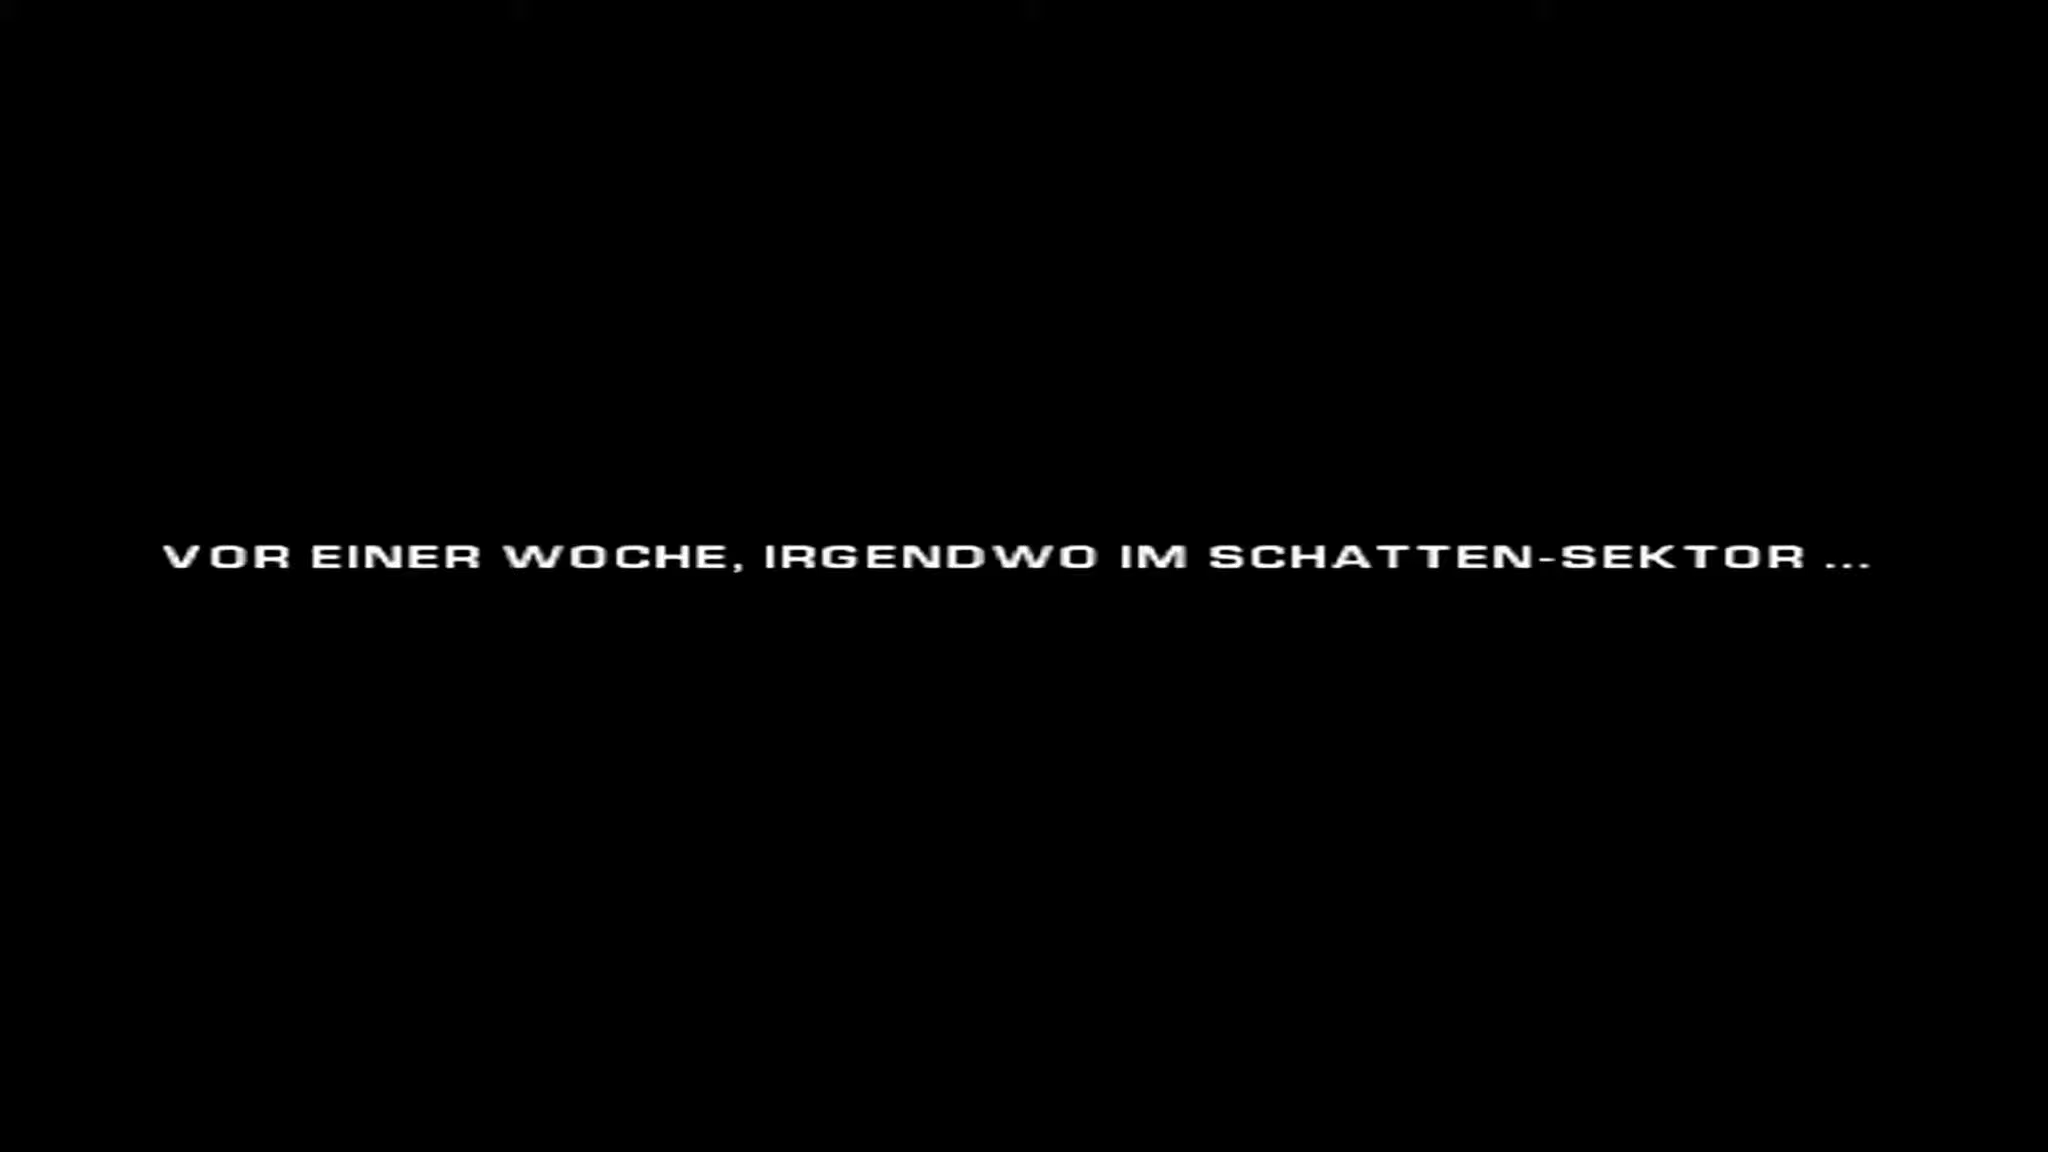 VOR EINER WOCHE, IRGENDWO IM SCHATTEN-SEKTOR ...